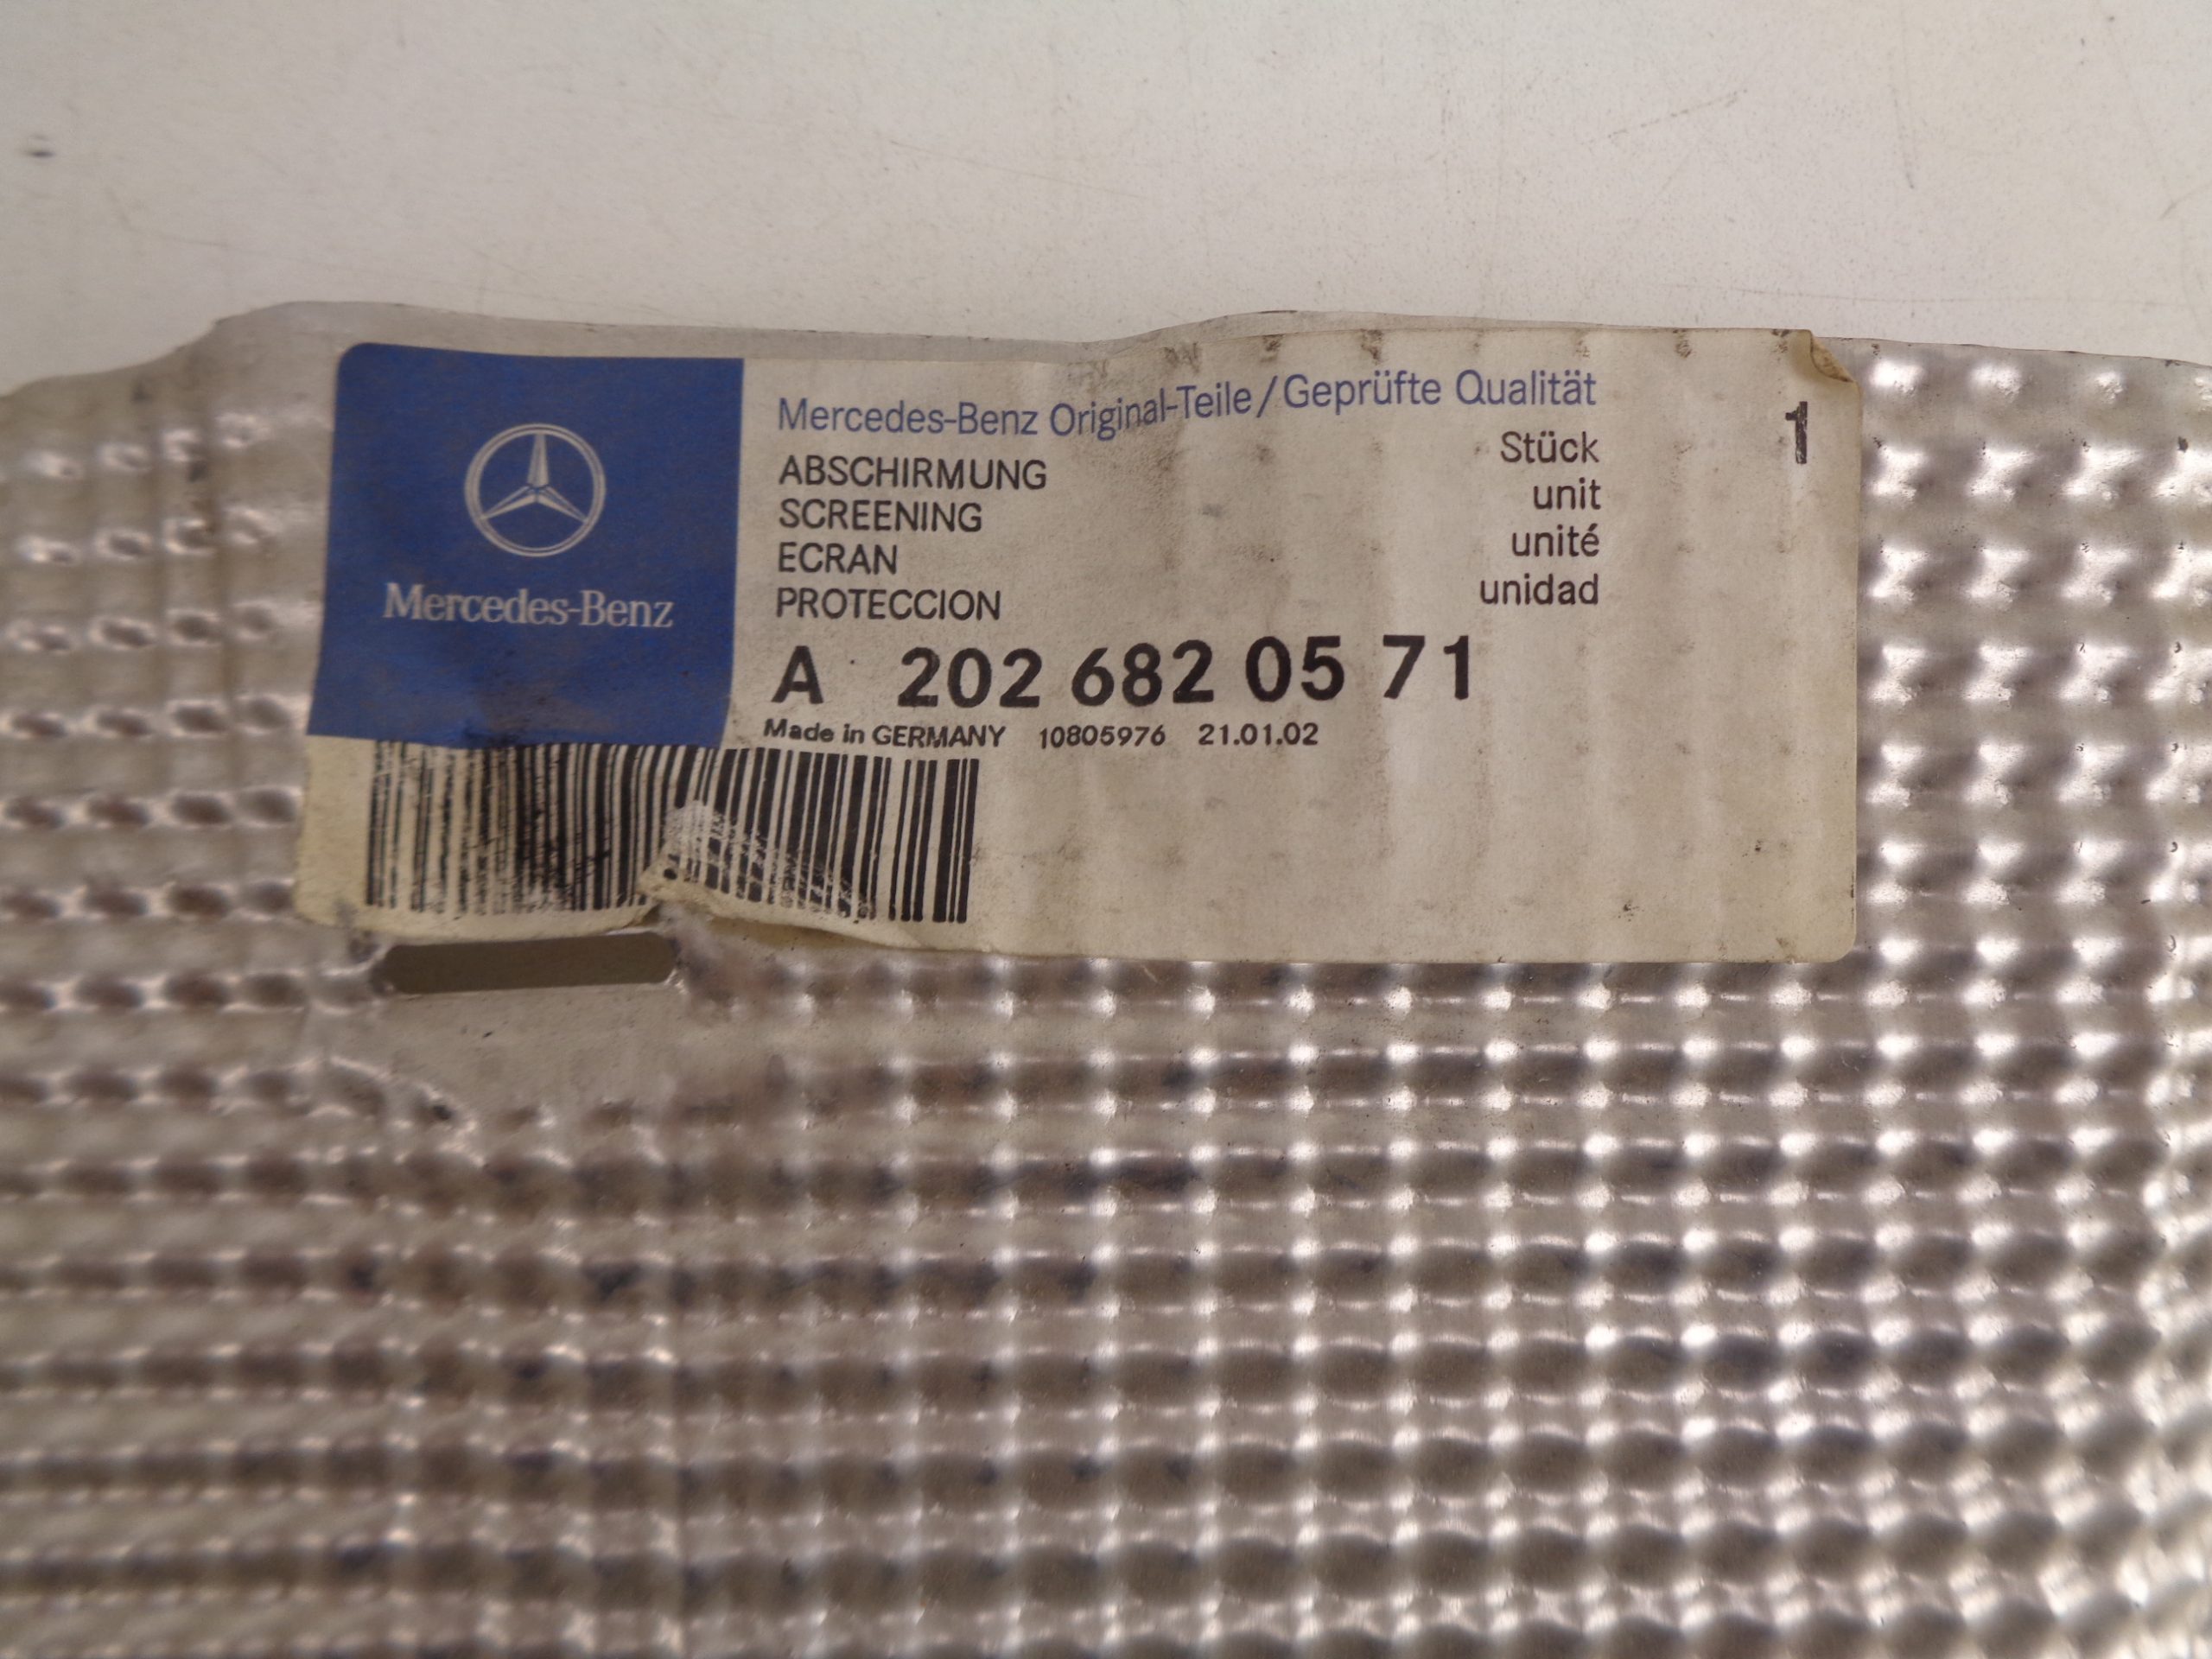 Mercedes-Benz
Mercedes-Benz Original-Teile/Geprüfte Qualität
ABSCHIRMUNG
SCREENING
ECRAN
PROTECCION
Stück
unit
unité
unidad
1
A 202 682 05 71
Made in GERMANY 10805976 21.01.02